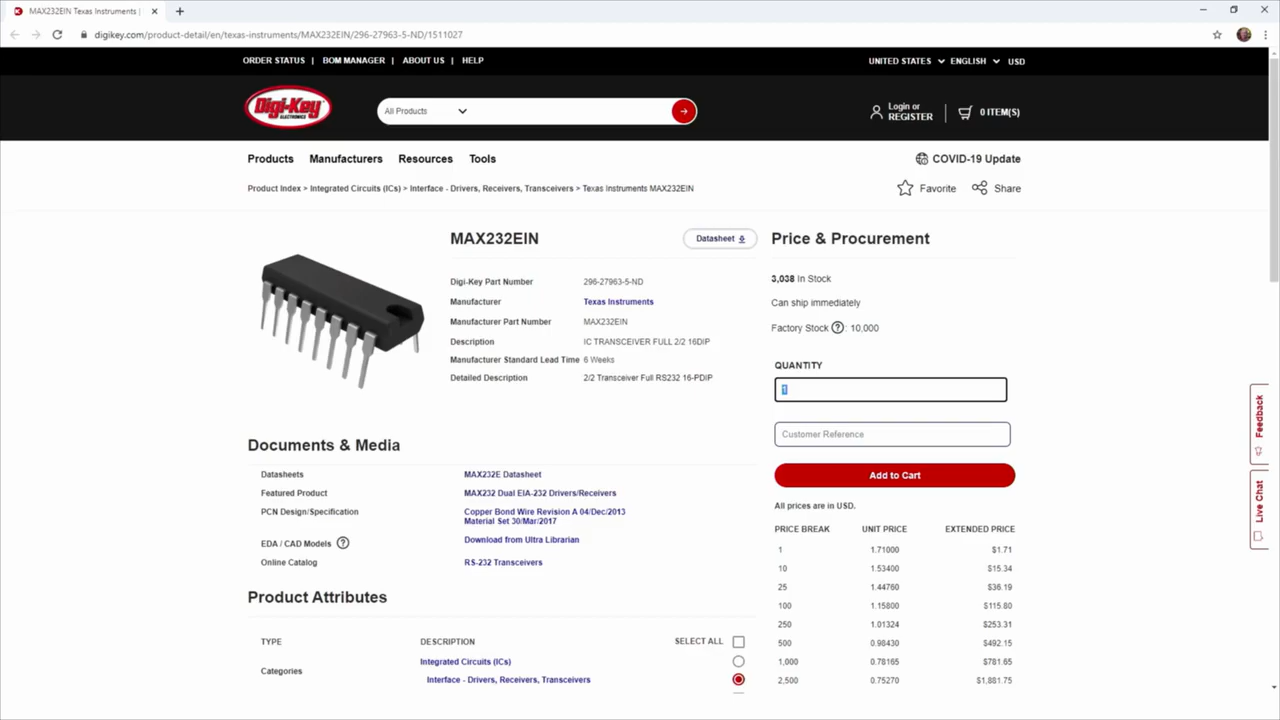 MAX232EIN Texas Instruments |
digikey.com/product-detail/en/texas-instruments/MAX232EIN/296-27963-5-ND/1511027
ORDER STATUS | BOM MANAGER | ABOUT US | HELP
UNITED STATES ENGLISH USD
Digi-Key
ELECTRONICS
All Products
Login or
REGISTER
0 ITEM(S)
Products Manufacturers Resources Tools
COVID-19 Update
Product Index > Integrated Circuits (ICs) > Interface - Drivers, Receivers, Transceivers > Texas Instruments MAX232EIN
Favorite Share
MAX232EIN
Datasheet
Digi-Key Part Number 296-27963-5-ND
Manufacturer Texas Instruments
Manufacturer Part Number MAX232EIN
Description IC TRANSCEIVER FULL 2/2 16DIP
Manufacturer Standard Lead Time 6 Weeks
Detailed Description 2/2 Transceiver Full RS232 16-PDIP
Price & Procurement
3,038 In Stock
Can ship immediately
Factory Stock ? : 10,000
QUANTITY
1
Customer Reference
Add to Cart
All prices are in USD.
PRICE BREAK UNIT PRICE EXTENDED PRICE
1 1.71000 $1.71
10 1.53400 $15.34
25 1.44760 $36.19
100 1.15800 $115.80
250 1.01324 $253.31
500 0.98430 $492.15
1,000 0.78165 $781.65
2,500 0.75270 $1,881.75
Documents & Media
Datasheets MAX232E Datasheet
Featured Product MAX232 Dual EIA-232 Drivers/Receivers
PCN Design/Specification Copper Bond Wire Revision A 04/Dec/2013
Material Set 30/Mar/2017
EDA / CAD Models ? Download from Ultra Librarian
Online Catalog RS-232 Transceivers
Product Attributes
TYPE DESCRIPTION SELECT ALL
Categories
Integrated Circuits (ICs)
Interface - Drivers, Receivers, Transceivers
Feedback
Live Chat